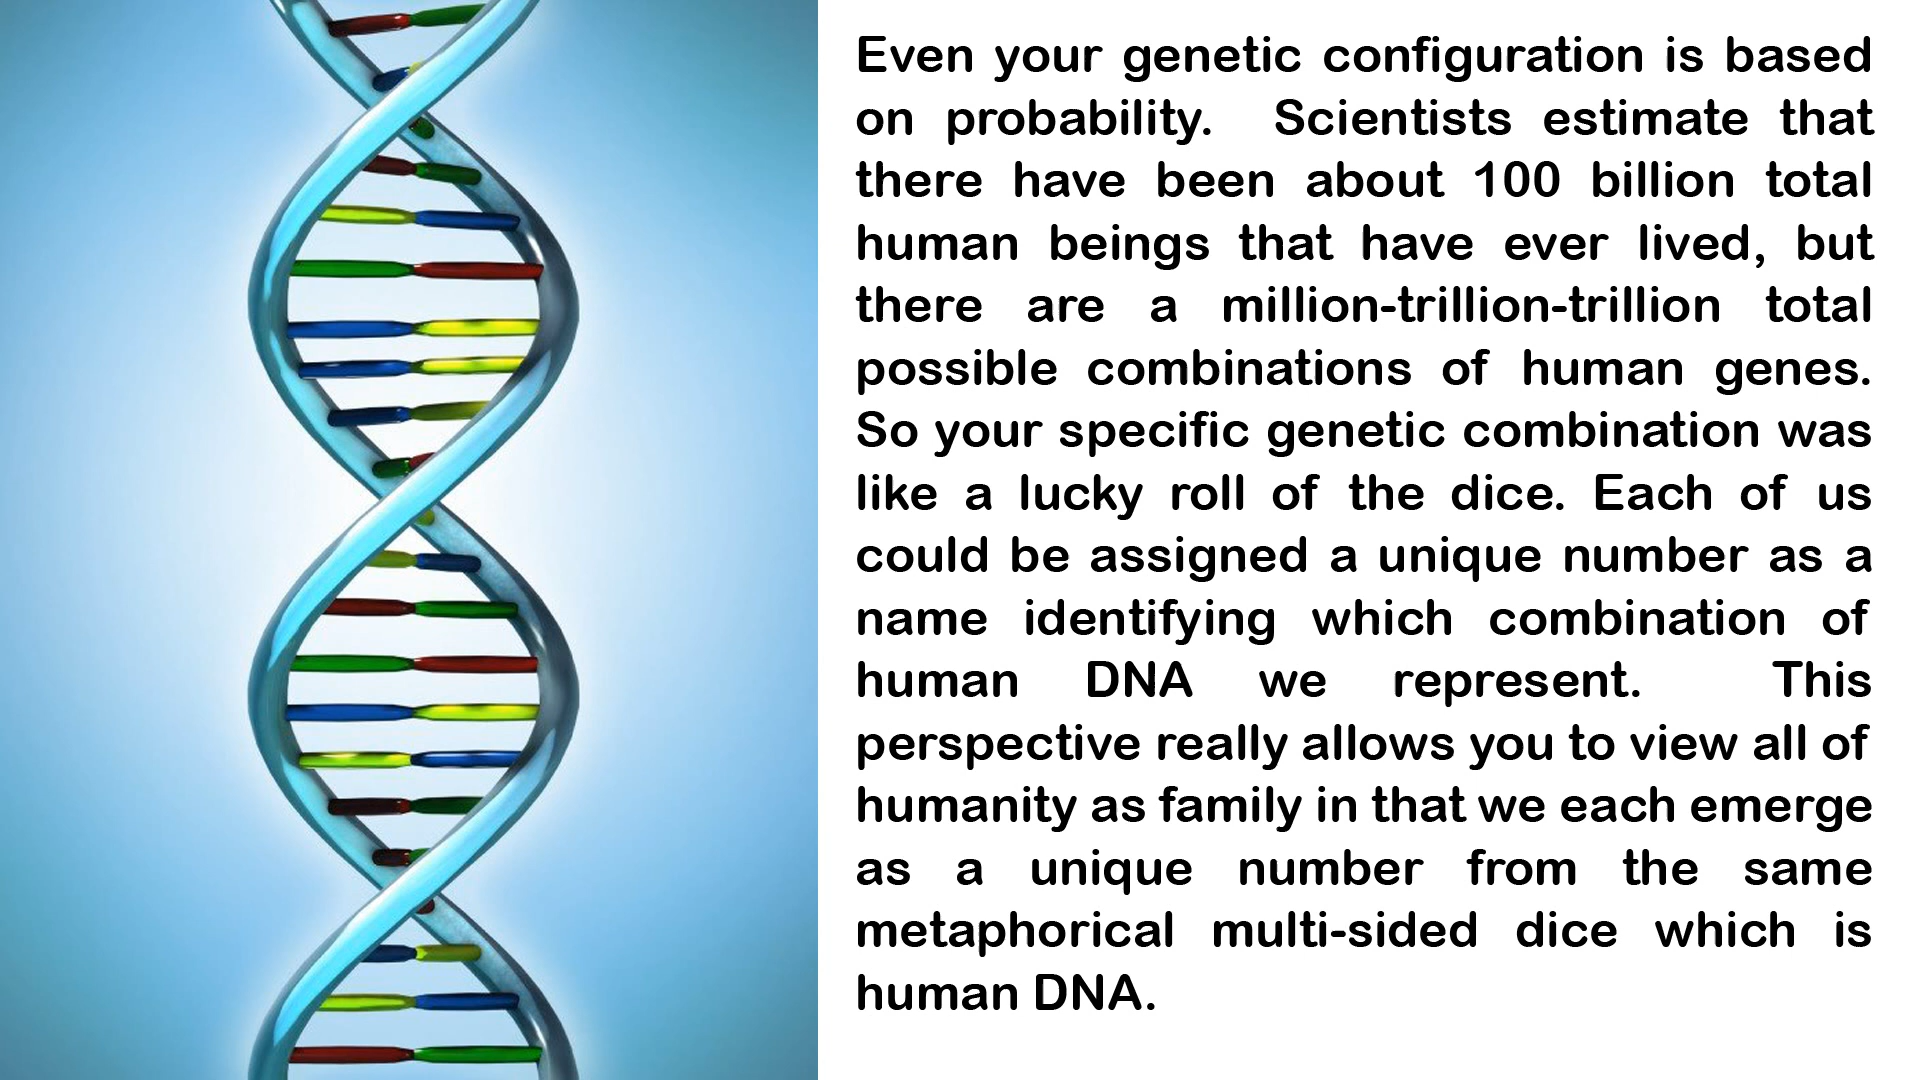 Even your genetic configuration is based
on probability.  Scientists estimate that
there have been about 100 billion total
human beings that have ever lived, but
there are a million-trillion-trillion total
possible combinations of human genes.
So your specific genetic combination was
like a lucky roll of the dice. Each of us
could be assigned a unique number as a
name identifying which combination of
human DNA we represent.  This
perspective really allows you to view all of
humanity as family in that we each emerge
as a unique number from the same
metaphorical multi-sided dice which is
human DNA.